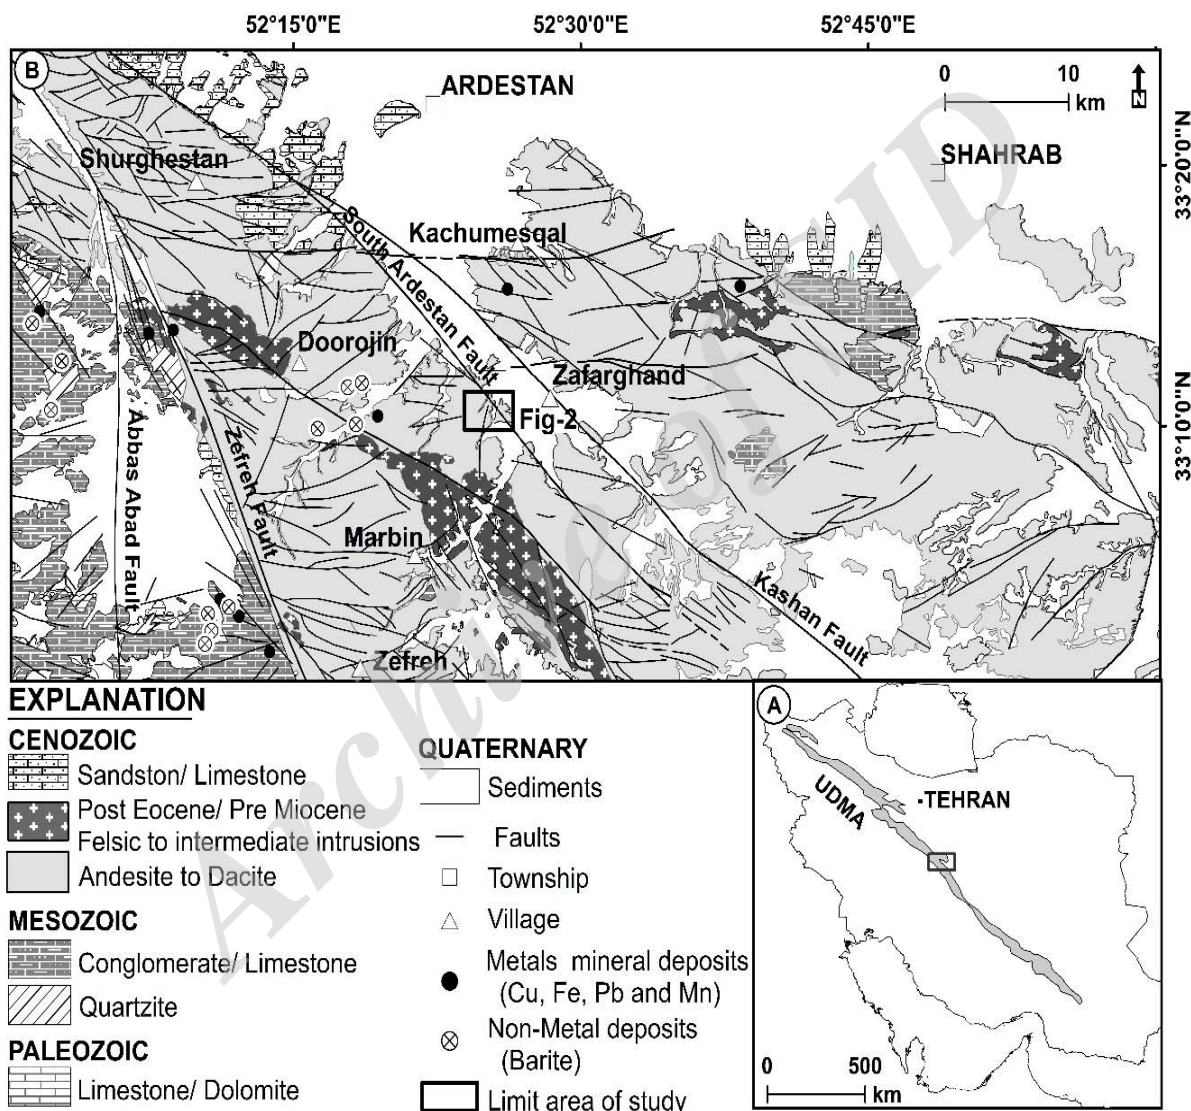 52°15'0"E
52°30'0"E
52°45'0"E
B
ARDESTAN
0 10
km
N
Shurghestan
SHAHRAB
33°20'0"N
South Ardestan Fault
Kachumesqal
Doorojin
Zafarghand
Fig-2
33°10'0"N
Abbas Abad Fault
Zefreh Fault
Marbin
Kashan Fault
Zefreh
Archive of SID
EXPLANATION
CENOZOIC
Sandston/ Limestone
Post Eocene/ Pre Miocene
Felsic to intermediate intrusions
Andesite to Dacite
MESOZOIC
Conglomerate/ Limestone
Quartzite
PALEOZOIC
Limestone/ Dolomite
QUATERNARY
Sediments
Faults
Township
Village
Metals mineral deposits
(Cu, Fe, Pb and Mn)
Non-Metal deposits
(Barite)
Limit area of study
A
UDMA
-TEHRAN
0 500
km